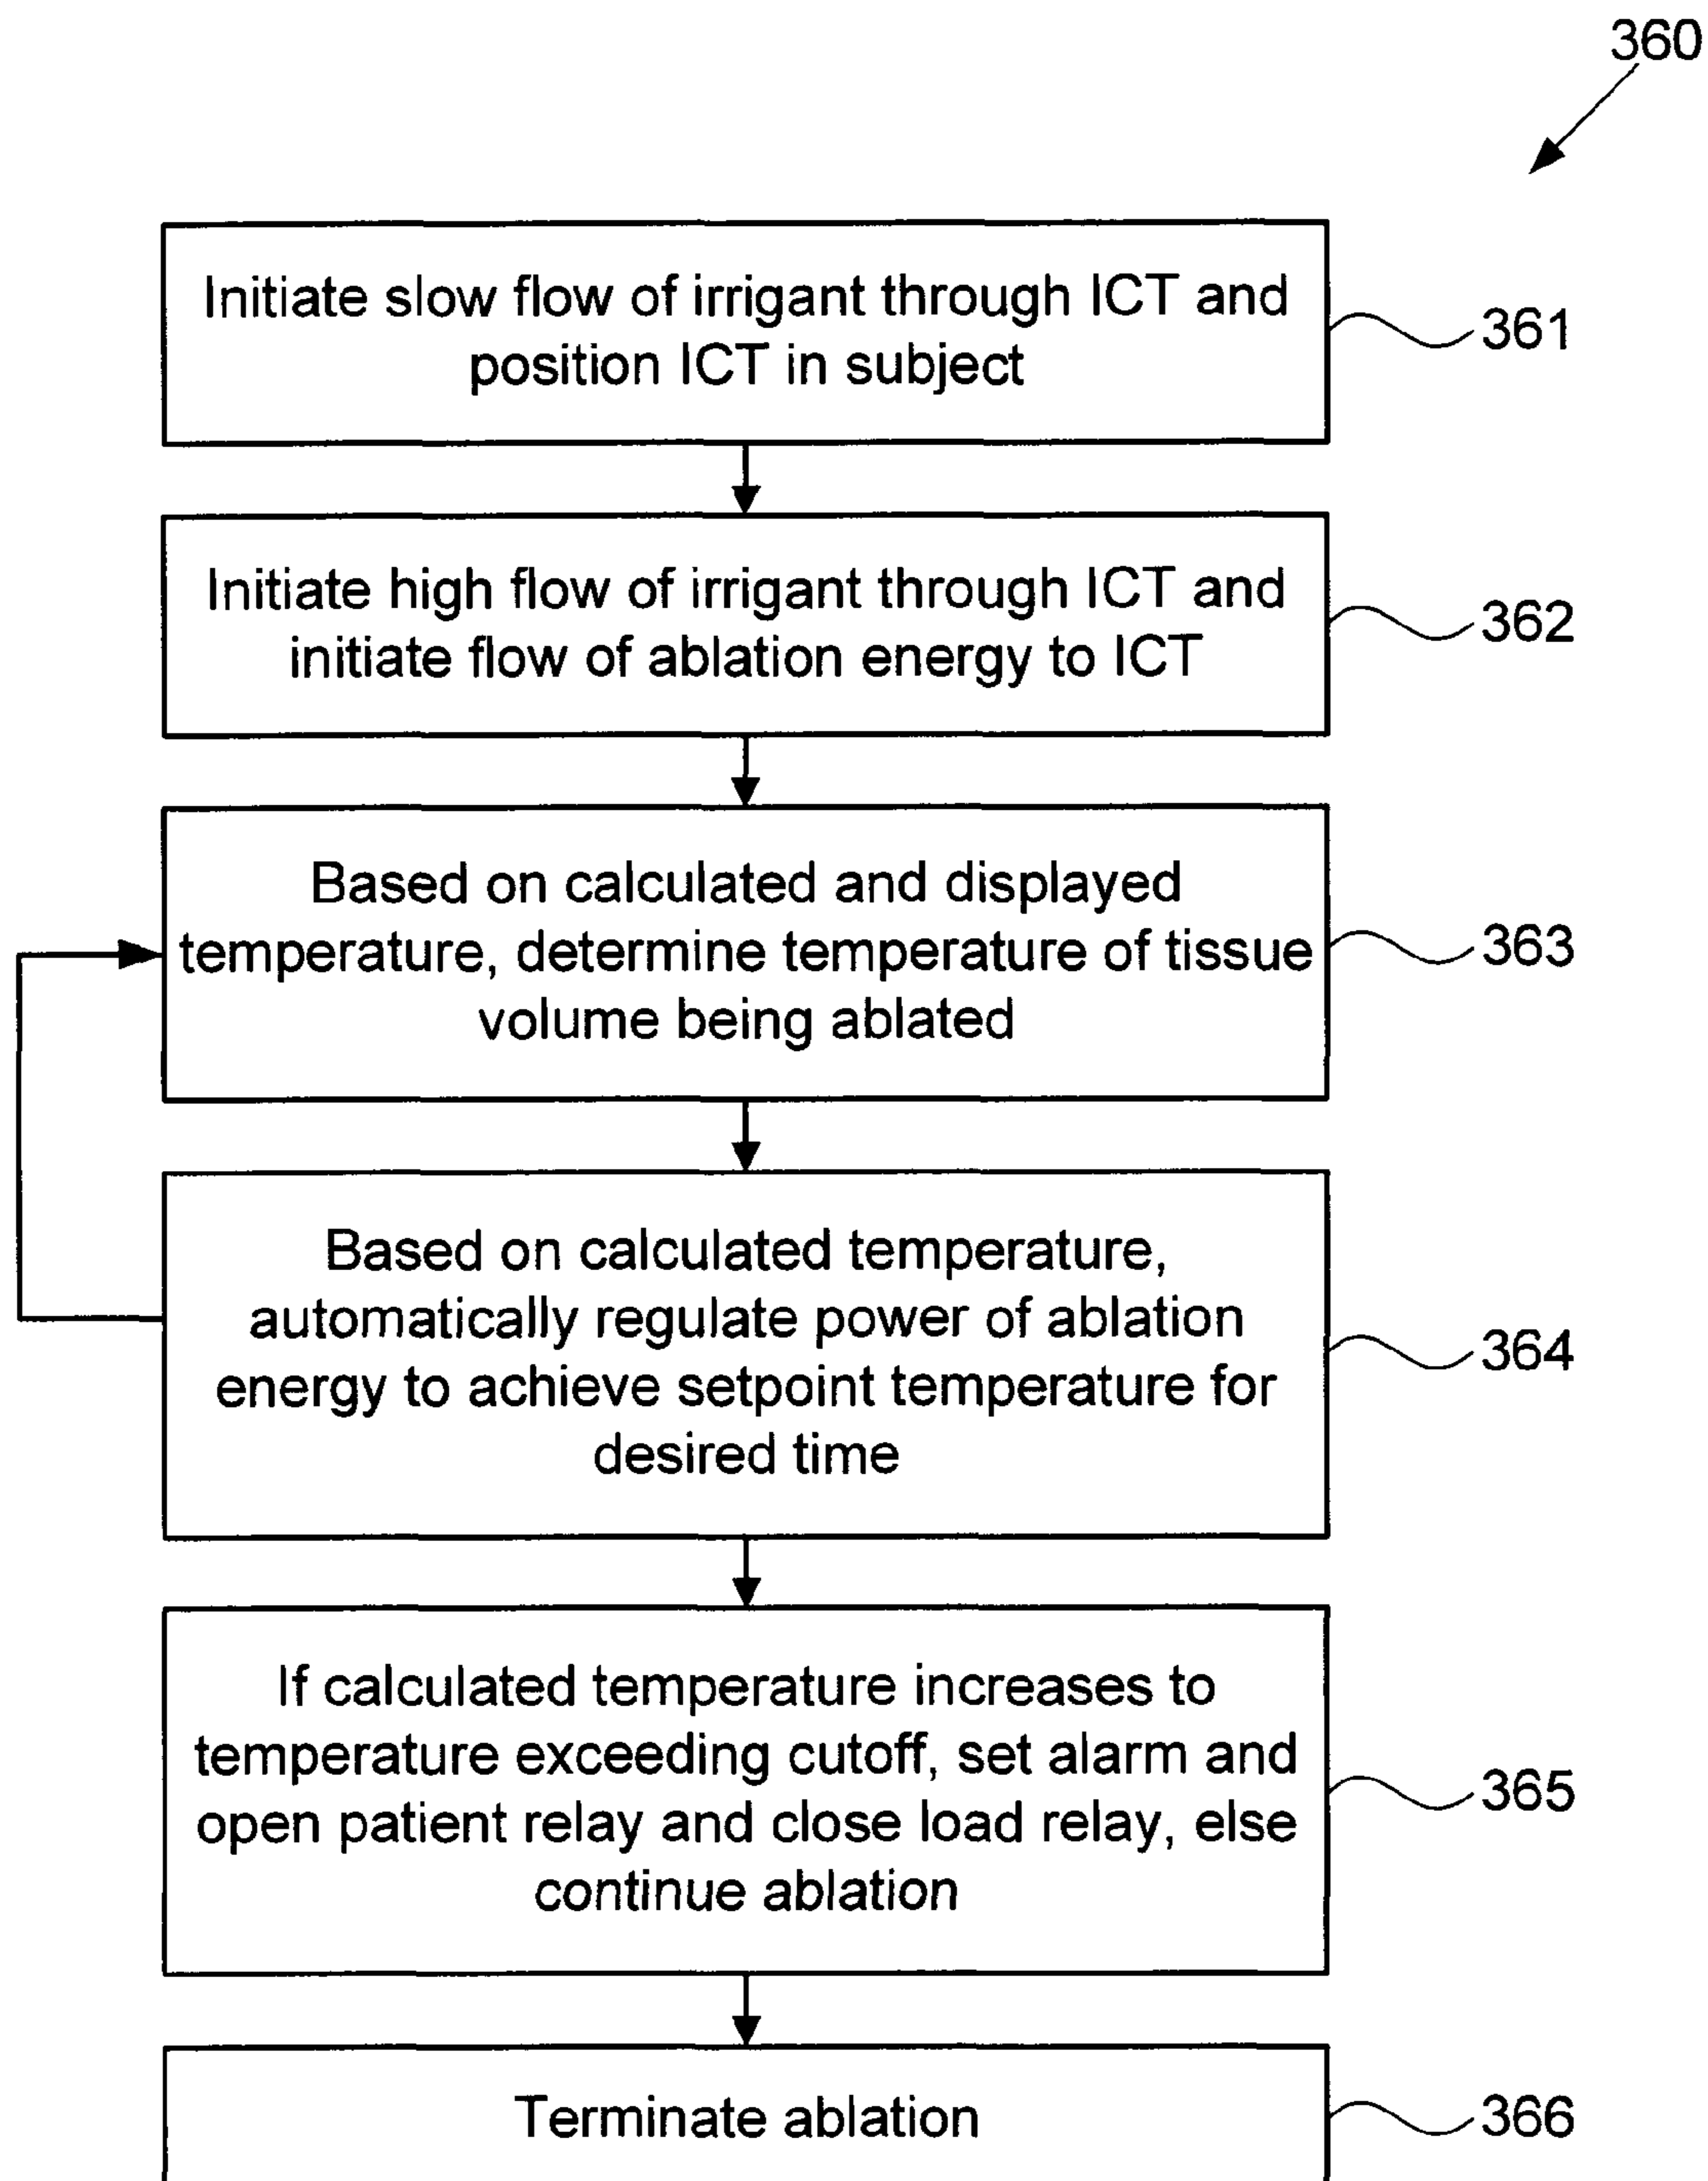 360
Initiate slow flow of irrigant through ICT and
position ICT in subject
361
Initiate high flow of irrigant through ICT and
initiate flow of ablation energy to ICT
362
Based on calculated and displayed
temperature, determine temperature of tissue
volume being ablated
363
Based on calculated temperature,
automatically regulate power of ablation
energy to achieve setpoint temperature for
desired time
364
If calculated temperature increases to
temperature exceeding cutoff, set alarm and
open patient relay and close load relay, else
continue ablation
365
Terminate ablation
366